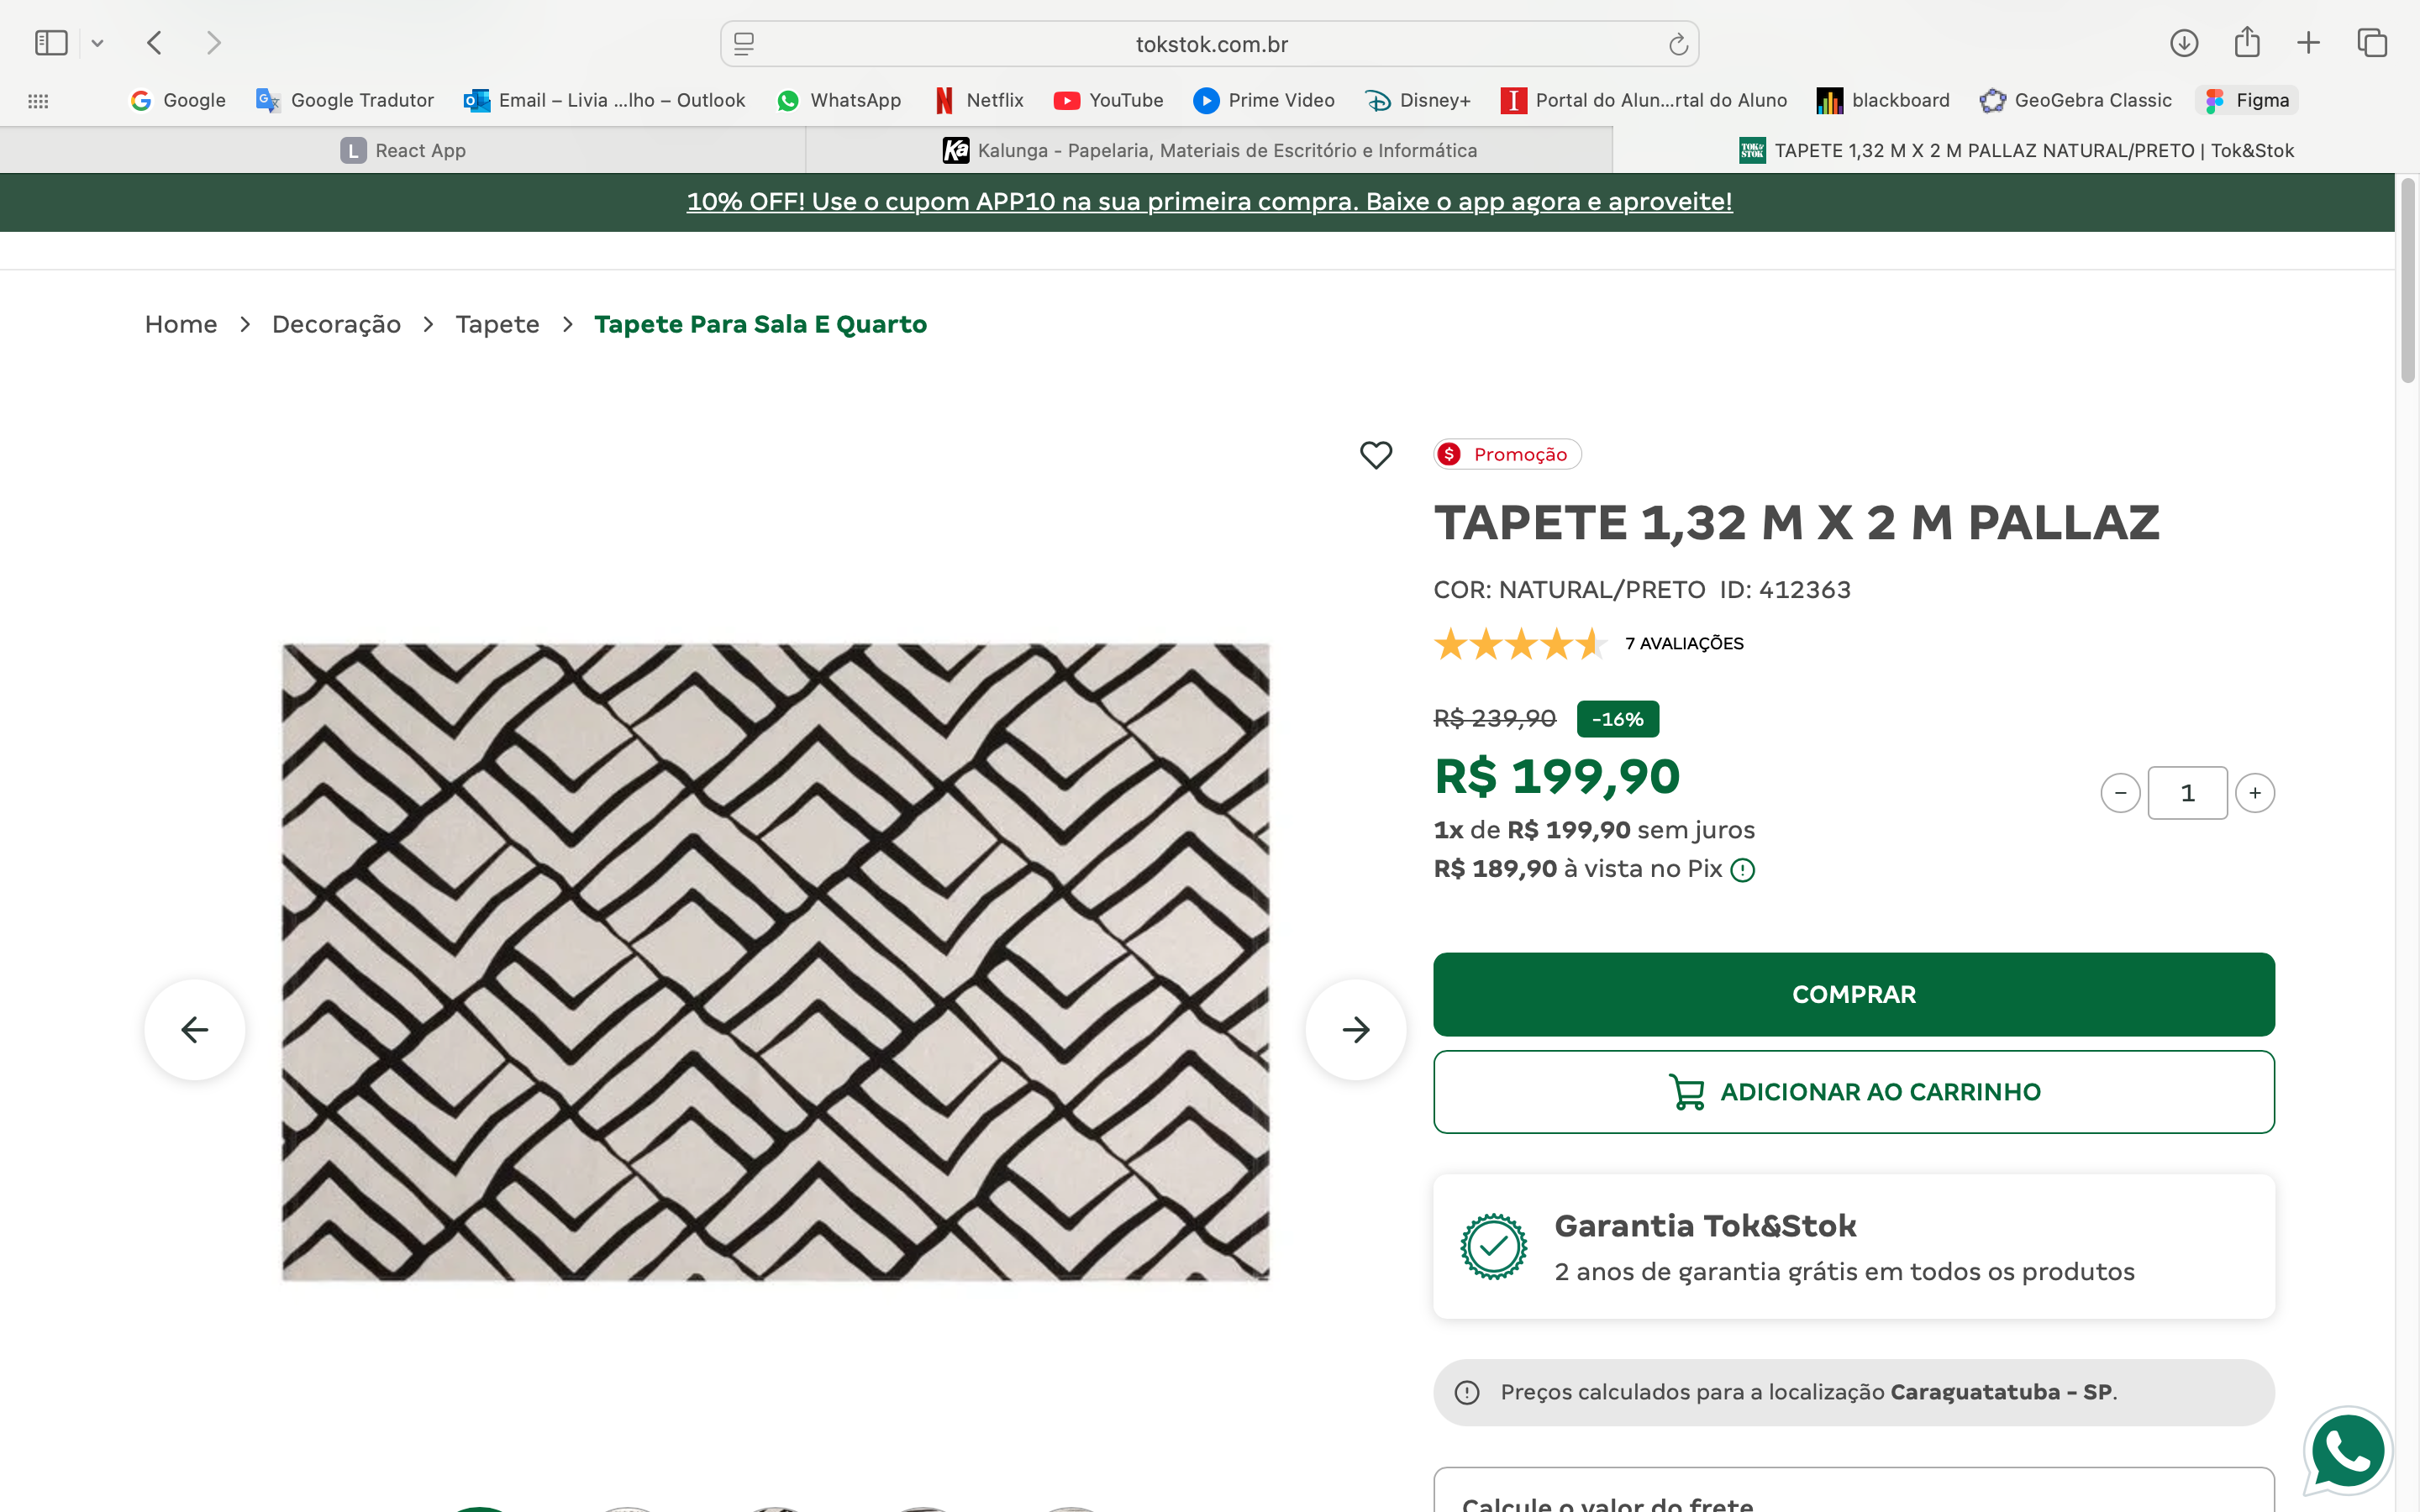 tokstok.com.br
Google
Google Tradutor
Email – Livia ...lho – Outlook
WhatsApp
Netflix
YouTube
Prime Video
Disney+
Portal do Alun...rtal do Aluno
blackboard
GeoGebra Classic
Figma
L React App
Ka Kalunga - Papelaria, Materiais de Escritório e Informática
TOK& STOK TAPETE 1,32 M X 2 M PALLAZ NATURAL/PRETO | Tok&Stok
10% OFF! Use o cupom APP10 na sua primeira compra. Baixe o app agora e aproveite!
Home > Decoração > Tapete > Tapete Para Sala E Quarto
$ Promoção
TAPETE 1,32 M X 2 M PALLAZ
COR: NATURAL/PRETO ID: 412363
7 AVALIAÇÕES
R$ 239,90 -16%
R$ 199,90
− 1 +
1x de R$ 199,90 sem juros
R$ 189,90 à vista no Pix
COMPRAR
ADICIONAR AO CARRINHO
Garantia Tok&Stok
2 anos de garantia grátis em todos os produtos
Preços calculados para a localização Caraguatatuba - SP.
Calcule o valor do frete